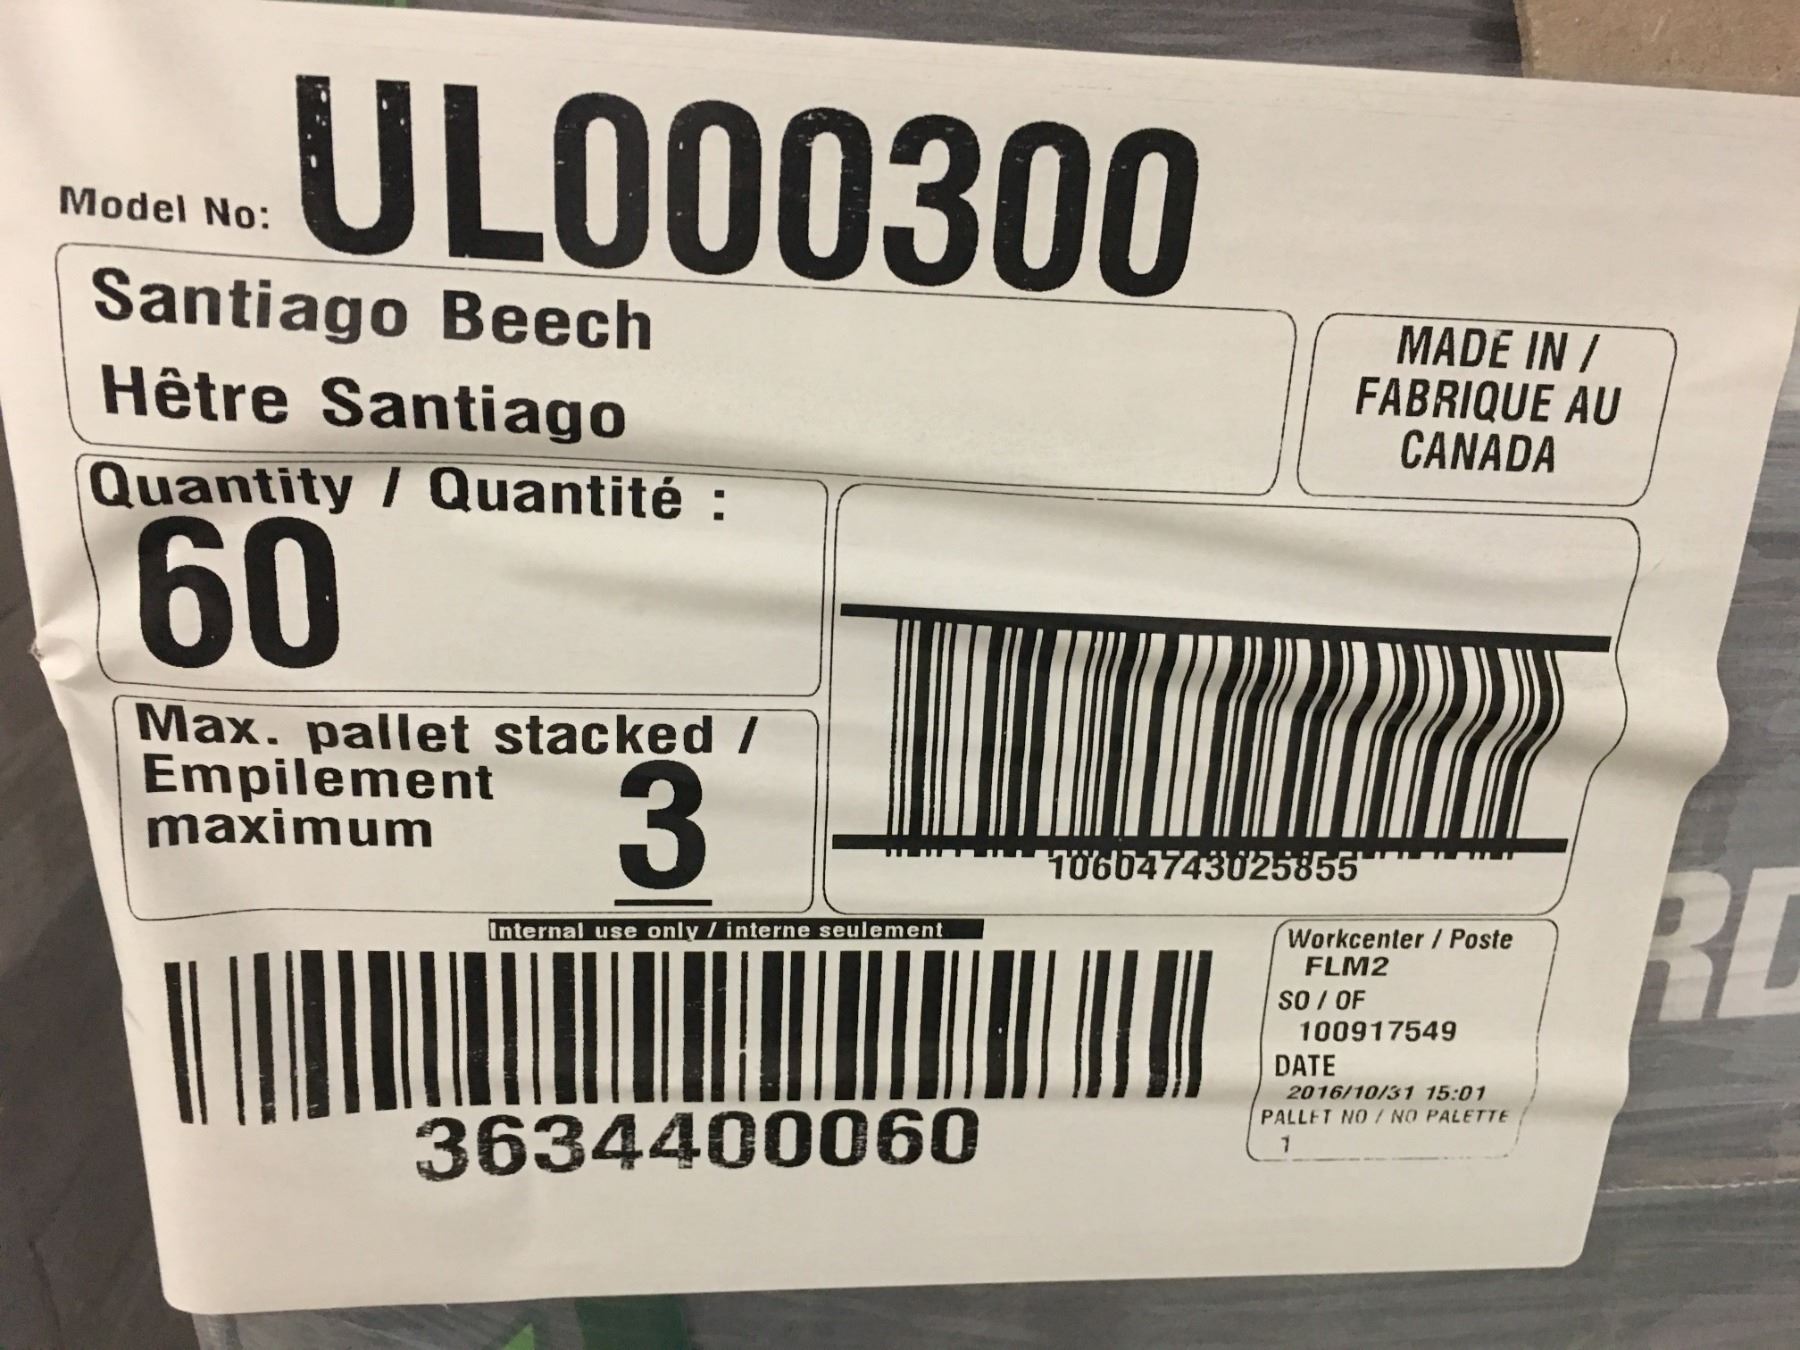 Model No: UL000300
Santiago Beech
Hêtre Santiago
MADE IN /
FABRIQUE AU
CANADA
Quantity / Quantité :
60
Max. pallet stacked /
Empilement
maximum
3
10604743025855
Internal use only / interne seulement
3634400060
Workcenter / Poste
FLM2
SO / OF
100917549
DATE
2016/10/31 15:01
PALLET NO / NO PALETTE
1